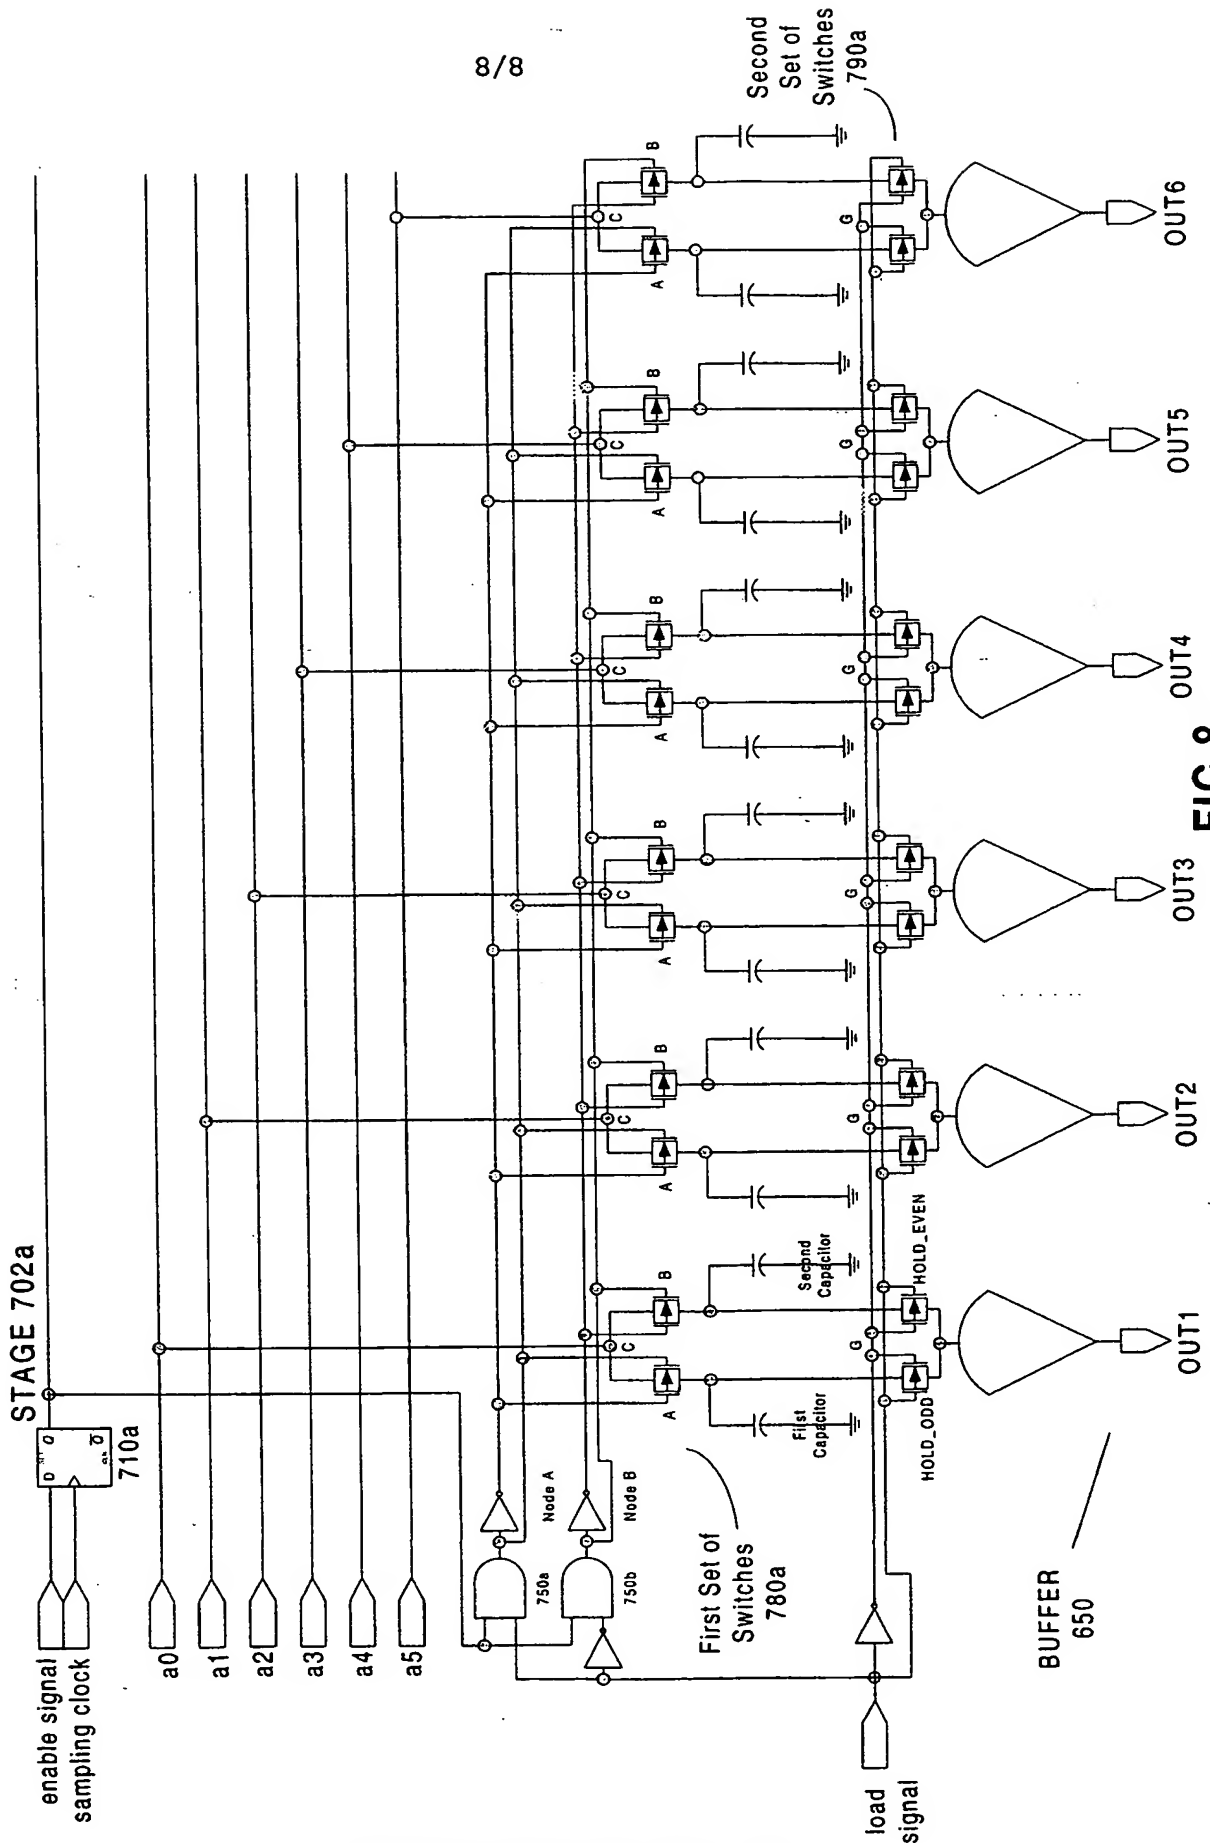 8/8
STAGE 702a
enable signal
sampling clock
D
Q
Q
710a
a0
a1
a2
a3
a4
a5
750a
Node A
750b
Node B
First Set of
Switches
780a
A
C
B
A
C
B
A
C
B
A
C
B
A
C
B
A
C
B
First
Capacitor
Second
Capacitor
Second
Set of
Switches
790a
load
signal
HOLD_ODD
G
HOLD_EVEN
G
G
G
G
G
BUFFER
650
OUT1
OUT2
OUT3
OUT4
OUT5
OUT6